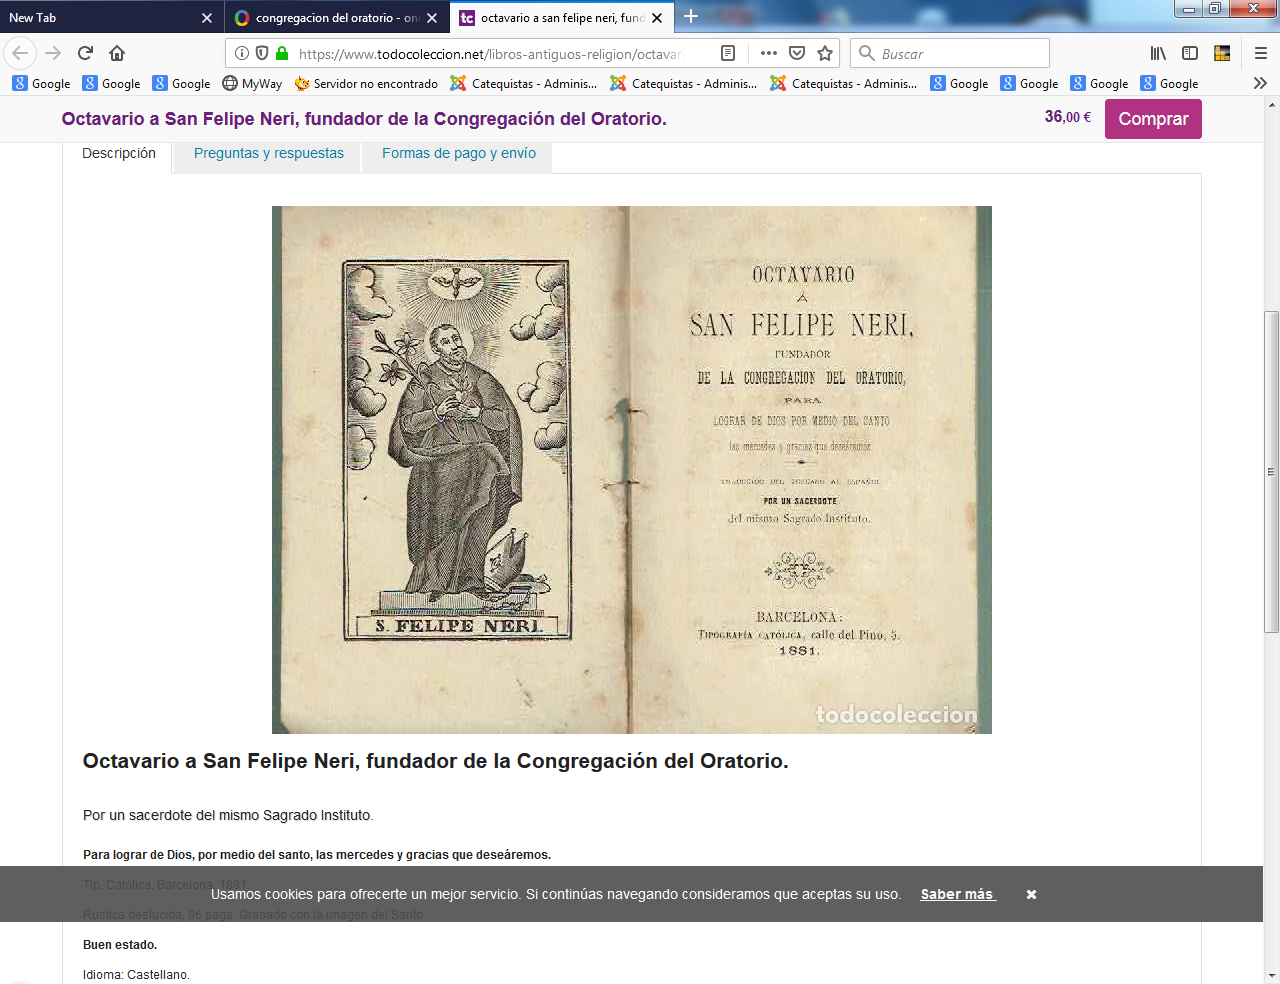 New Tab
congregacion del oratorio - on
octavario a san felipe neri, fund
https://www.todocoleccion.net/libros-antiguos-religion/octavari
Buscar
Google
Google
Google
MyWay
Servidor no encontrado
Catequistas - Adminis...
Catequistas - Adminis...
Catequistas - Adminis...
Google
Google
Google
Google
Octavario a San Felipe Neri, fundador de la Congregación del Oratorio.
36,00 €
Comprar
Descripción
Preguntas y respuestas
Formas de pago y envío
S. FELIPE NERI.
OCTAVARIO
A
SAN FELIPE NERI,
FUNDADOR
DE LA CONGREGACION DEL ORATORIO,
PARA
LOGRAR DE DIOS POR MEDIO DEL SANTO
las mercedes y gracias que deseáremos
TRADUCIDO DEL TOSCANO AL ESPAÑOL
POR UN SACERDOTE
del mismo Sagrado Instituto.
BARCELONA:
TIPOGRAFÍA CATÓLICA, calle del Pino, 5.
1881.
todocoleccion
Octavario a San Felipe Neri, fundador de la Congregación del Oratorio.
Por un sacerdote del mismo Sagrado Instituto.
Para lograr de Dios, por medio del santo, las mercedes y gracias que deseáremos.
Tip. Católica, Barcelona, 1881.
Usamos cookies para ofrecerte un mejor servicio. Si continúas navegando consideramos que aceptas su uso. Saber más
Rústica deslucida, 96 págs. Grabado con la imagen del Santo.
Buen estado.
Idioma: Castellano.